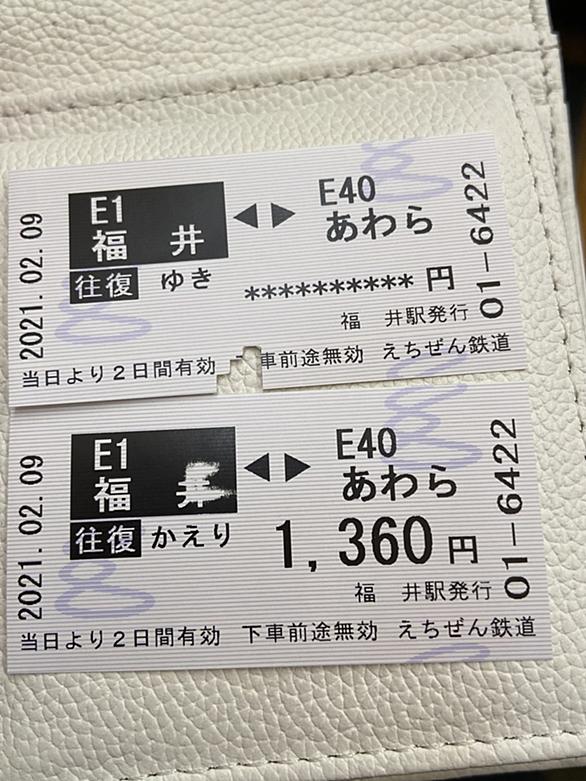 2021.02.09
E1
福 井
◀ ▶
E40
あわら
往復 ゆき
********** 円
福 井駅発行
01-6422
当日より2日間有効 車前途無効 えちぜん鉄道
2021.02.09
E1
福
◀ ▶
E40
あわら
往復 かえり
1,360円
福 井駅発行
01-6422
当日より2日間有効 下車前途無効 えちぜん鉄道